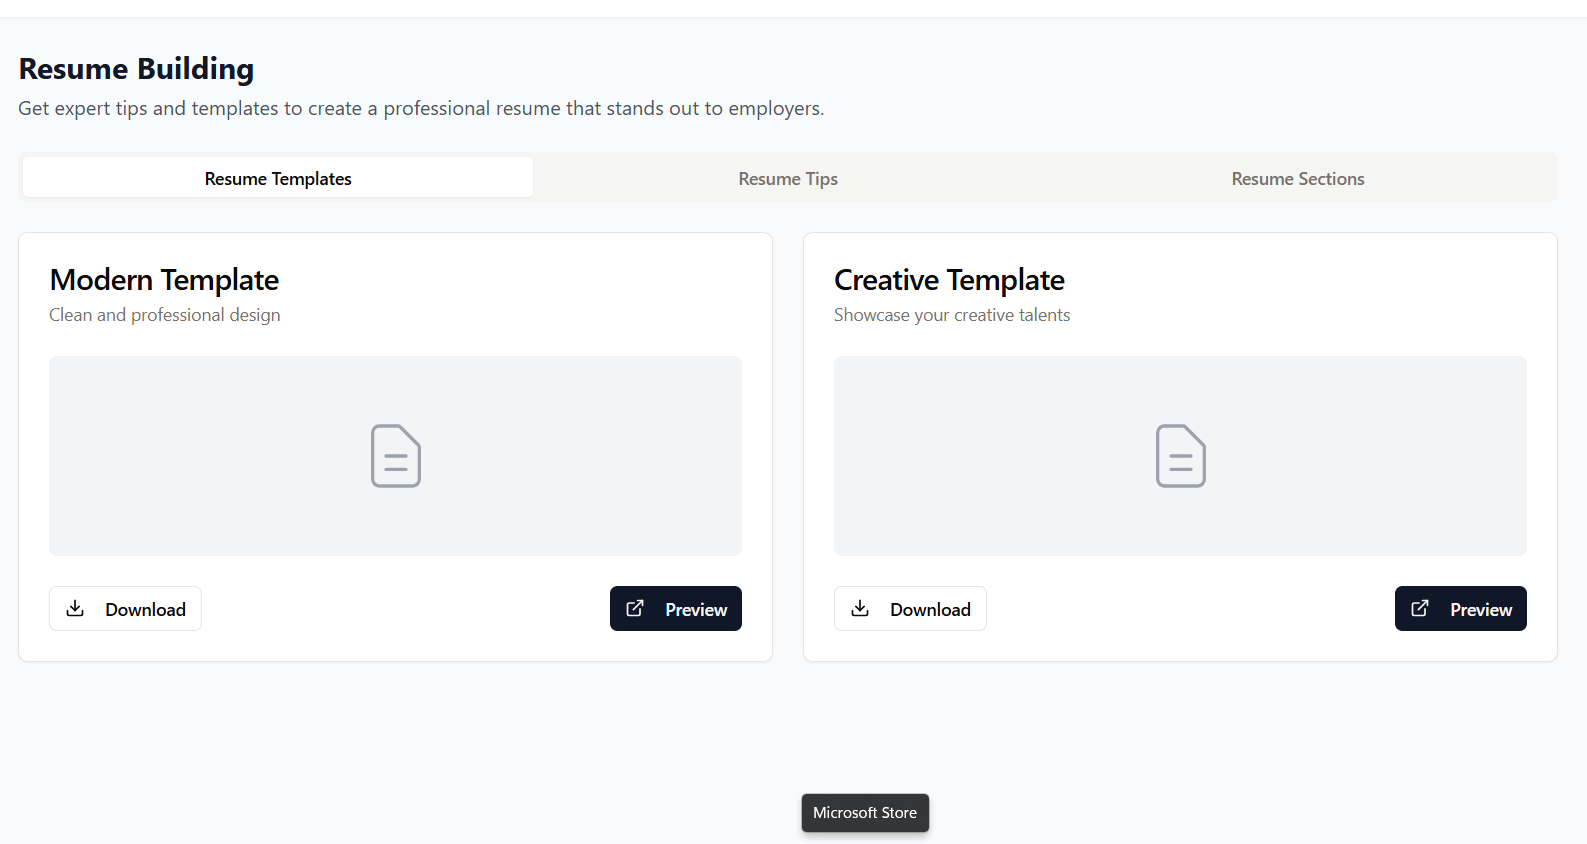 Resume Building
Get expert tips and templates to create a professional resume that stands out to employers.
Resume Templates
Resume Tips
Resume Sections
Modern Template
Clean and professional design
Download
Preview
Creative Template
Showcase your creative talents
Download
Preview
Microsoft Store